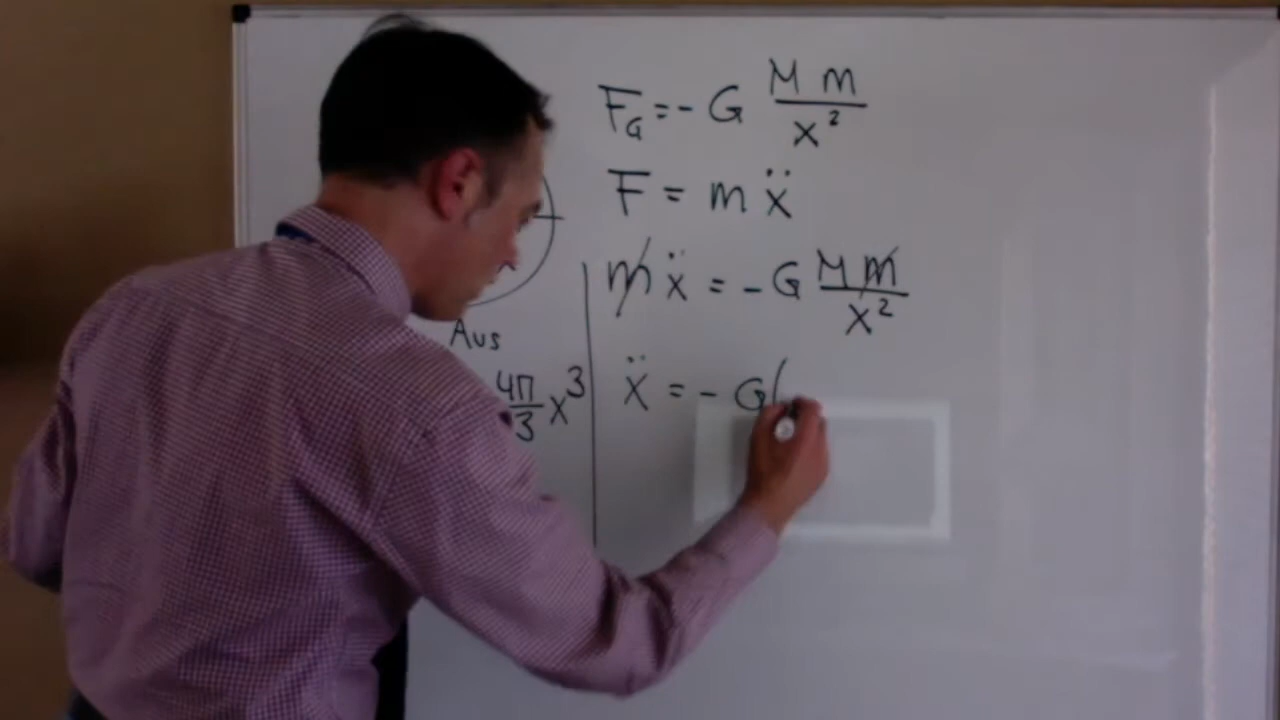 Aus
4π/3 x³
F_G = - G M m / x²
F = m ẍ
m ẍ = - G M m / x²
ẍ = - G (